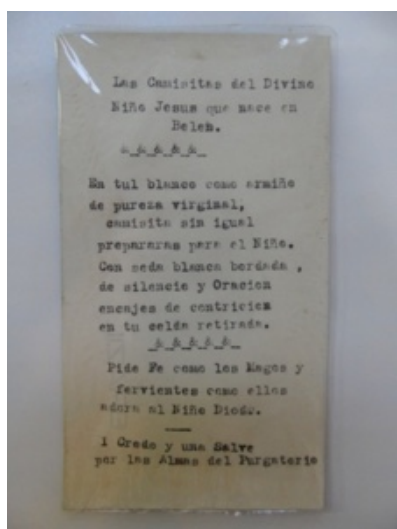 Las Camisitas del Divino
Niño Jesus que nace en
Belen.
&_&_&_&_&_
En tul blanco como armiño
de pureza virginal,
camisita sin igual
prepararas para el Niño.
Con seda blanca bordada ,
de silencio y Oracion
encajes de contricion
en tu celda retirada.
_&_&_&_&_&_
Pide Fe como los Magos y
fervientes como ellos
adora al Niño Diods.
1 Credo y una Salve
por las Almas del Purgatorio